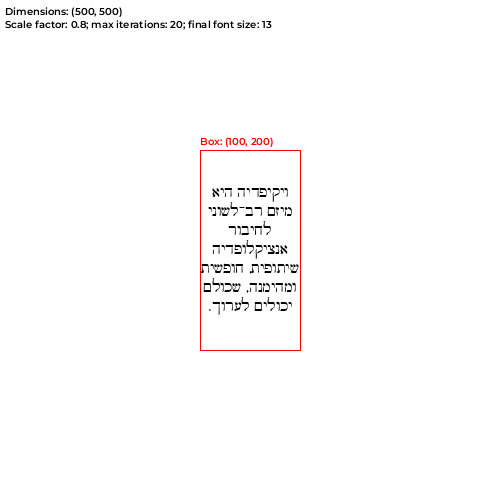 Dimensions: (500, 500)
Scale factor: 0.8; max iterations: 20; final font size: 13
Box: (100, 200)
ויקיפדיה היא
מיזם רב־לשוני
לחיבור
אנציקלופדיה
שיתופית, חופשית
ומהימנה, שכולם
יכולים לערוך.